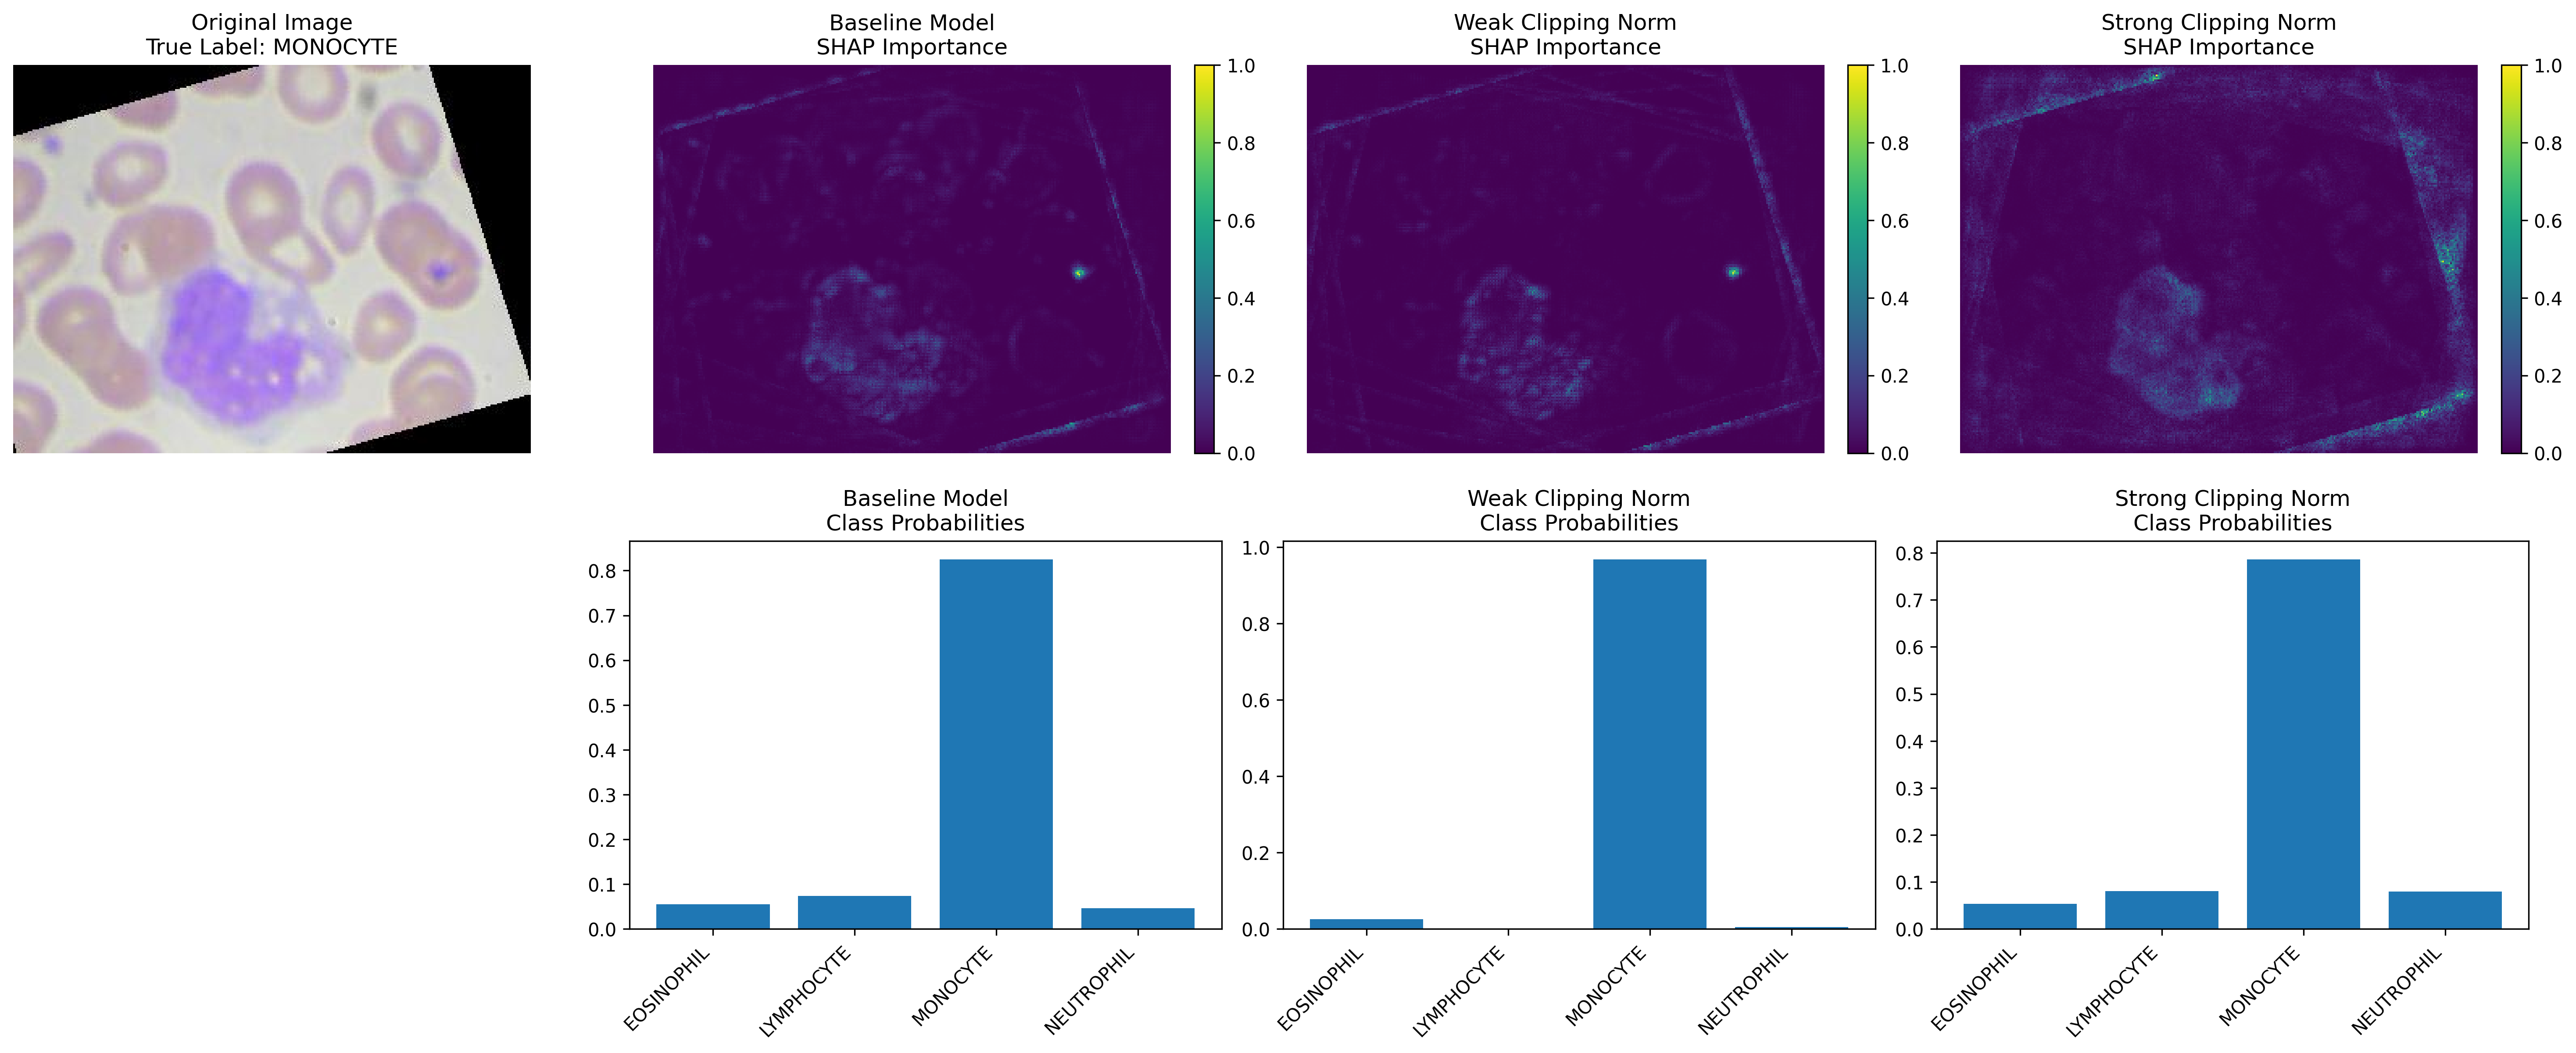 Original Image
True Label: MONOCYTE
Baseline Model
SHAP Importance
1.0
0.8
0.6
0.4
0.2
0.0
Weak Clipping Norm
SHAP Importance
1.0
0.8
0.6
0.4
0.2
0.0
Strong Clipping Norm
SHAP Importance
1.0
0.8
0.6
0.4
0.2
0.0
Baseline Model
Class Probabilities
0.8
0.7
0.6
0.5
0.4
0.3
0.2
0.1
0.0
EOSINOPHIL
LYMPHOCYTE
MONOCYTE
NEUTROPHIL
Weak Clipping Norm
Class Probabilities
1.0
0.8
0.6
0.4
0.2
0.0
EOSINOPHIL
LYMPHOCYTE
MONOCYTE
NEUTROPHIL
Strong Clipping Norm
Class Probabilities
0.8
0.7
0.6
0.5
0.4
0.3
0.2
0.1
0.0
EOSINOPHIL
LYMPHOCYTE
MONOCYTE
NEUTROPHIL